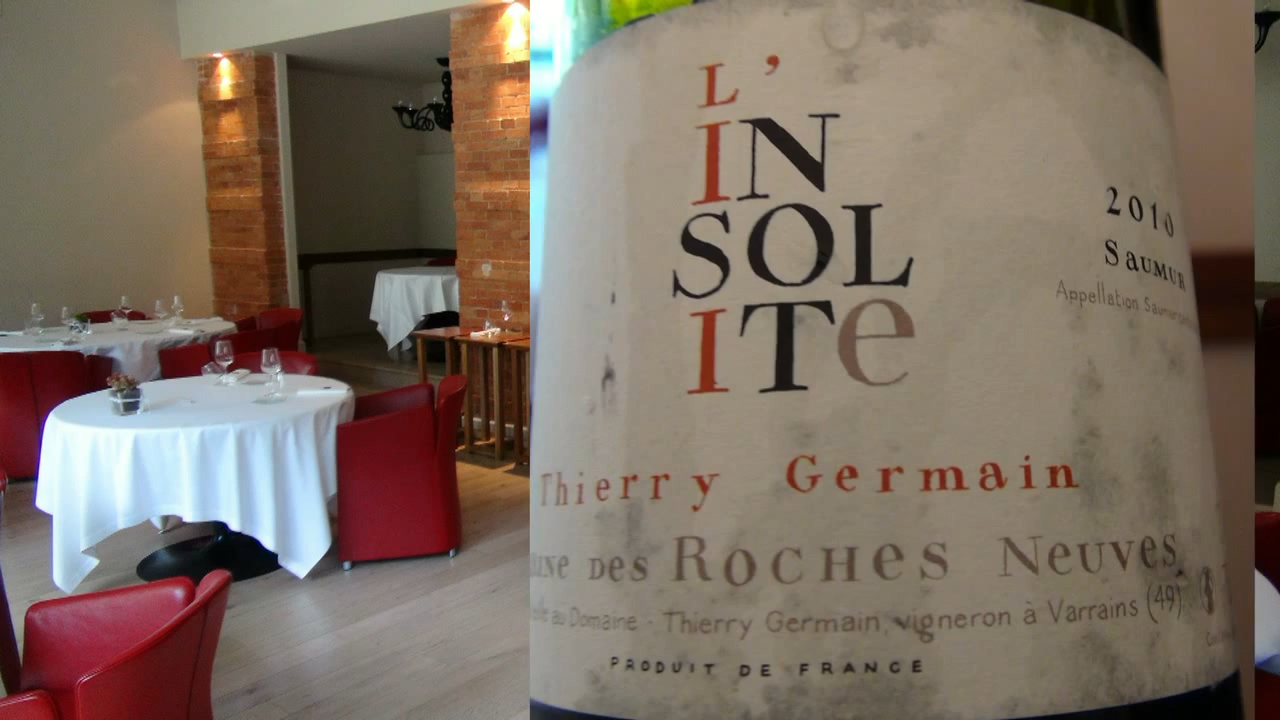 L'
IN
SOL
ITe
2010
Saumur
Appellation
Thierry Germain
des Roches Neuves
au Domaine - Thierry Germain, vigneron à Varrains (49)
PRODUIT DE FRANCE